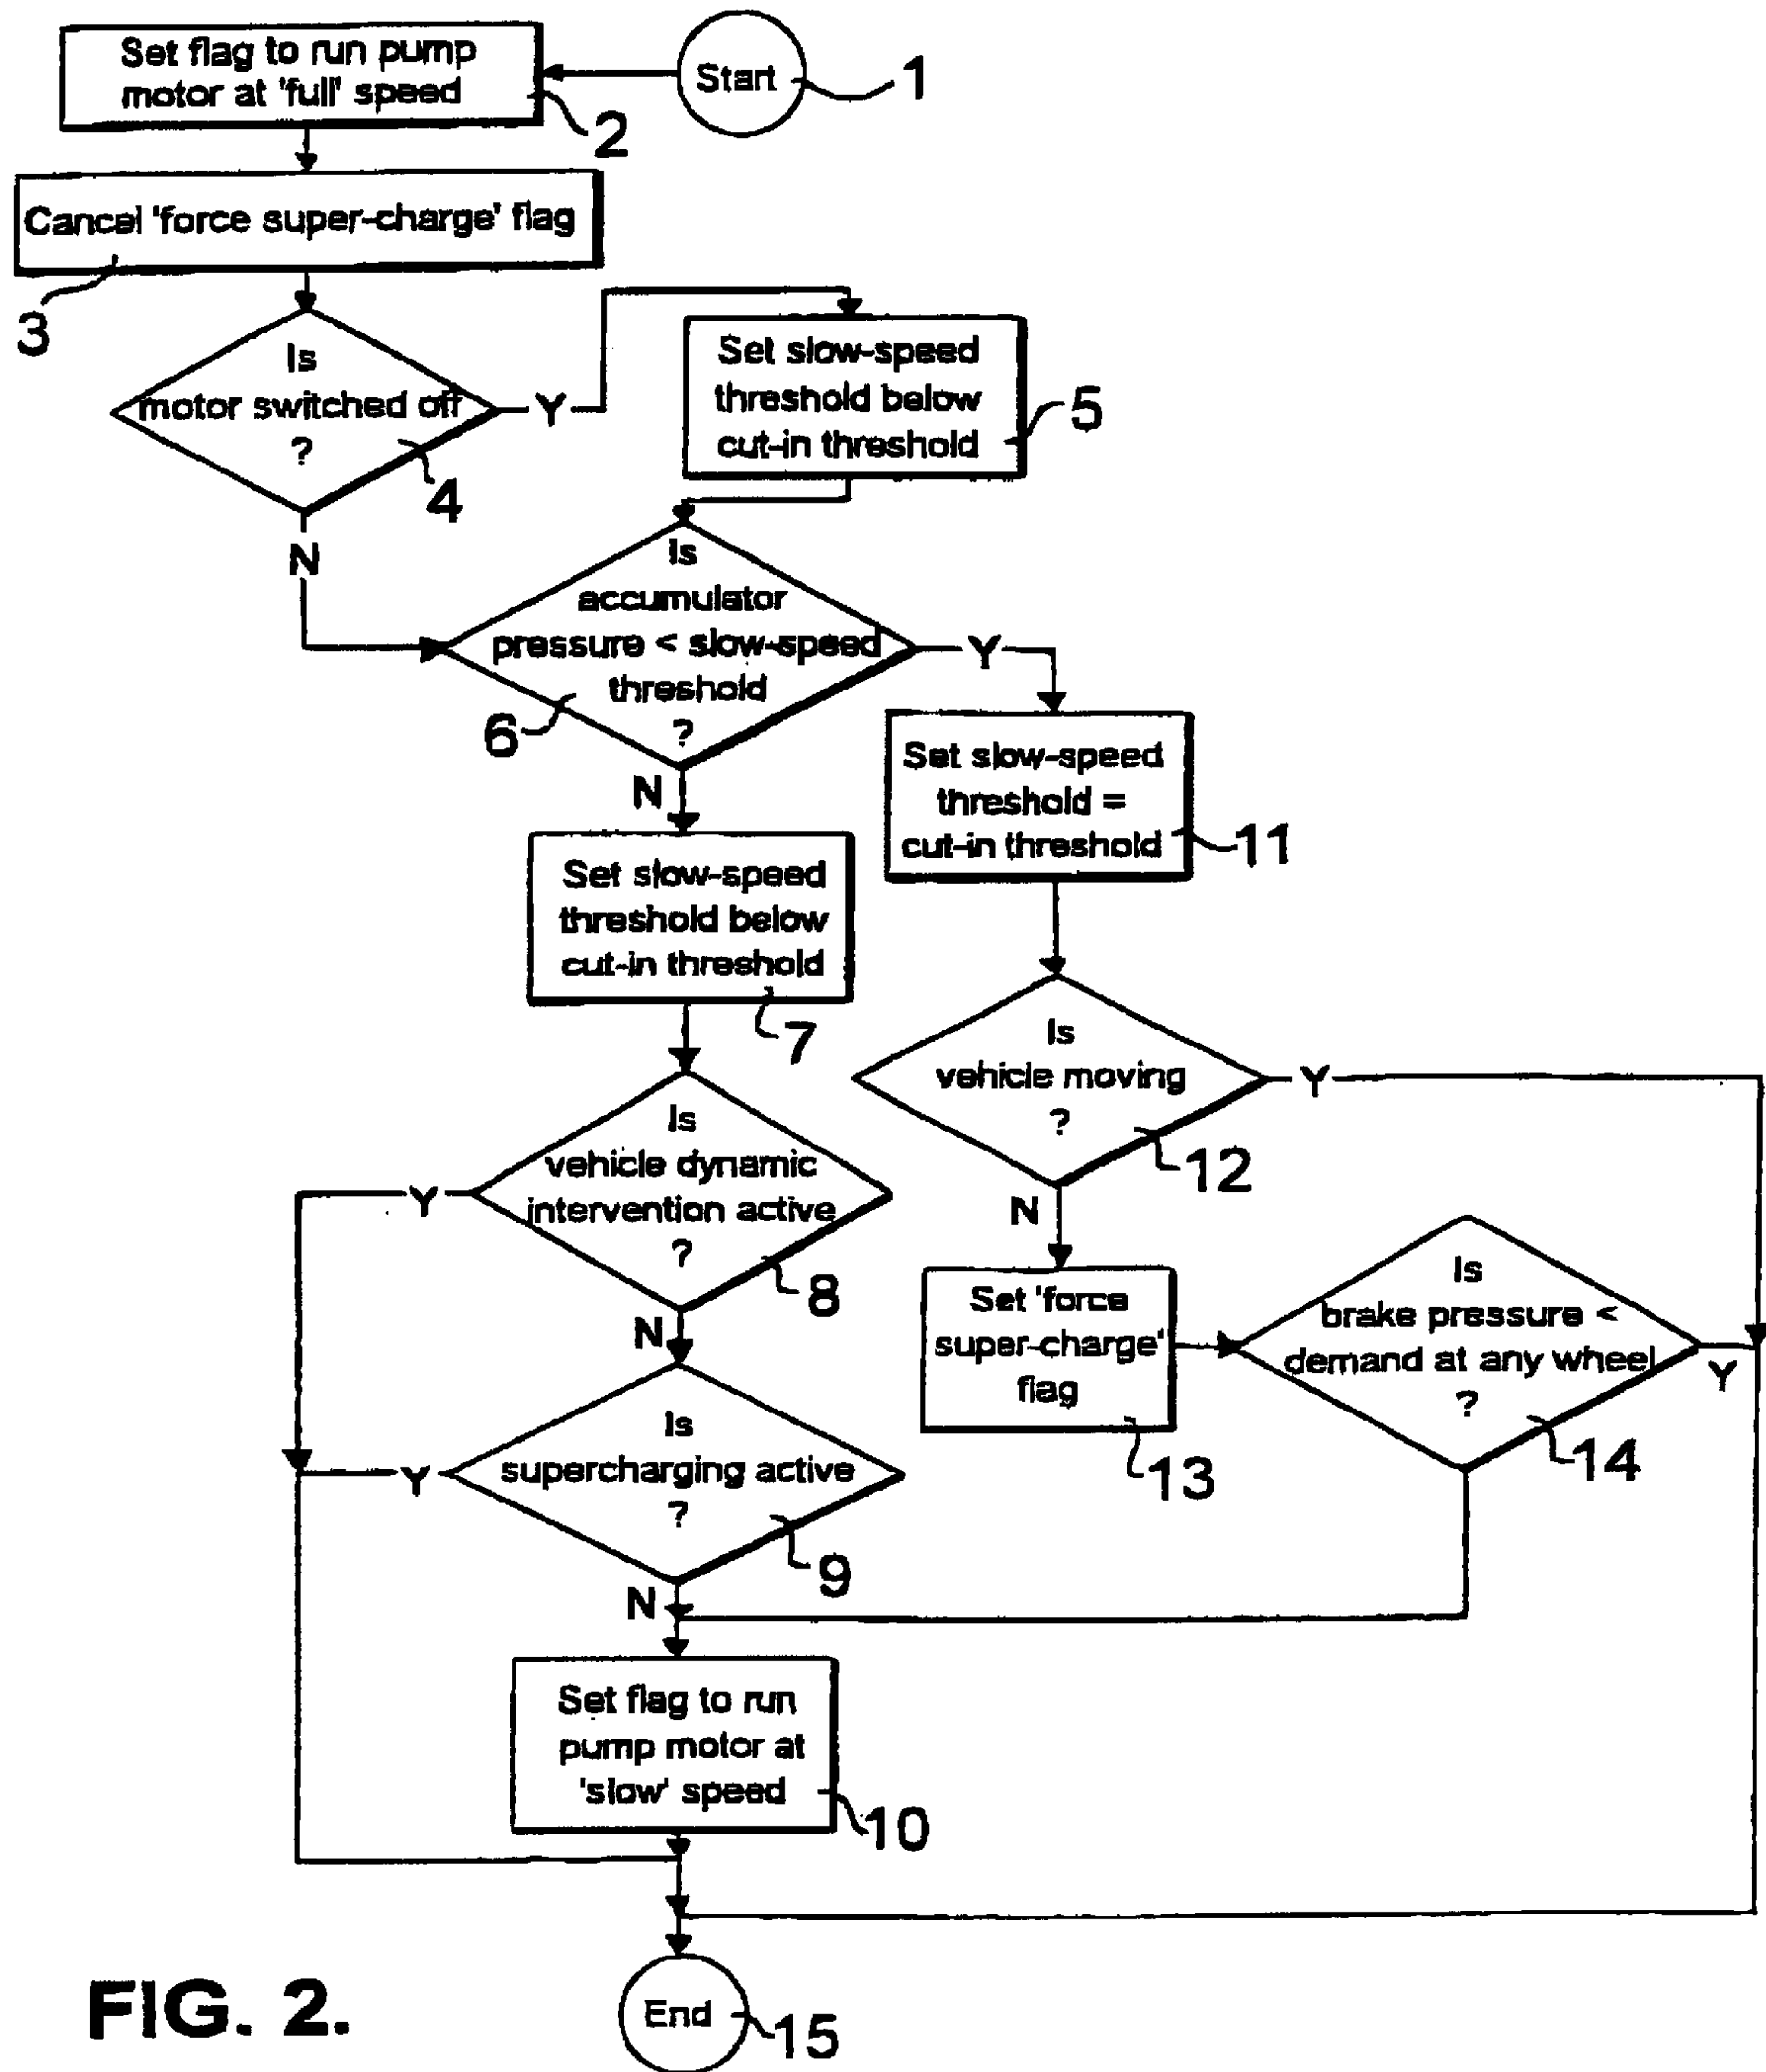 Start
1
Set flag to run pump
motor at 'full' speed
2
Cancel 'force super-charge' flag
3
Is
motor switched off
?
4
Y
N
Set slow-speed
threshold below
cut-in threshold
5
Is
accumulator
pressure < slow-speed
threshold
?
6
Y
N
Set slow-speed
threshold below
cut-in threshold
7
Is
vehicle dynamic
intervention active
?
8
Y
N
Is
supercharging active
?
9
Y
N
Set flag to run
pump motor at
'slow' speed
10
Set slow-speed
threshold =
cut-in threshold
11
Is
vehicle moving
?
12
Y
N
Set 'force
super-charge'
flag
13
Is
brake pressure <
demand at any wheel
?
14
Y
End
15
FIG. 2.